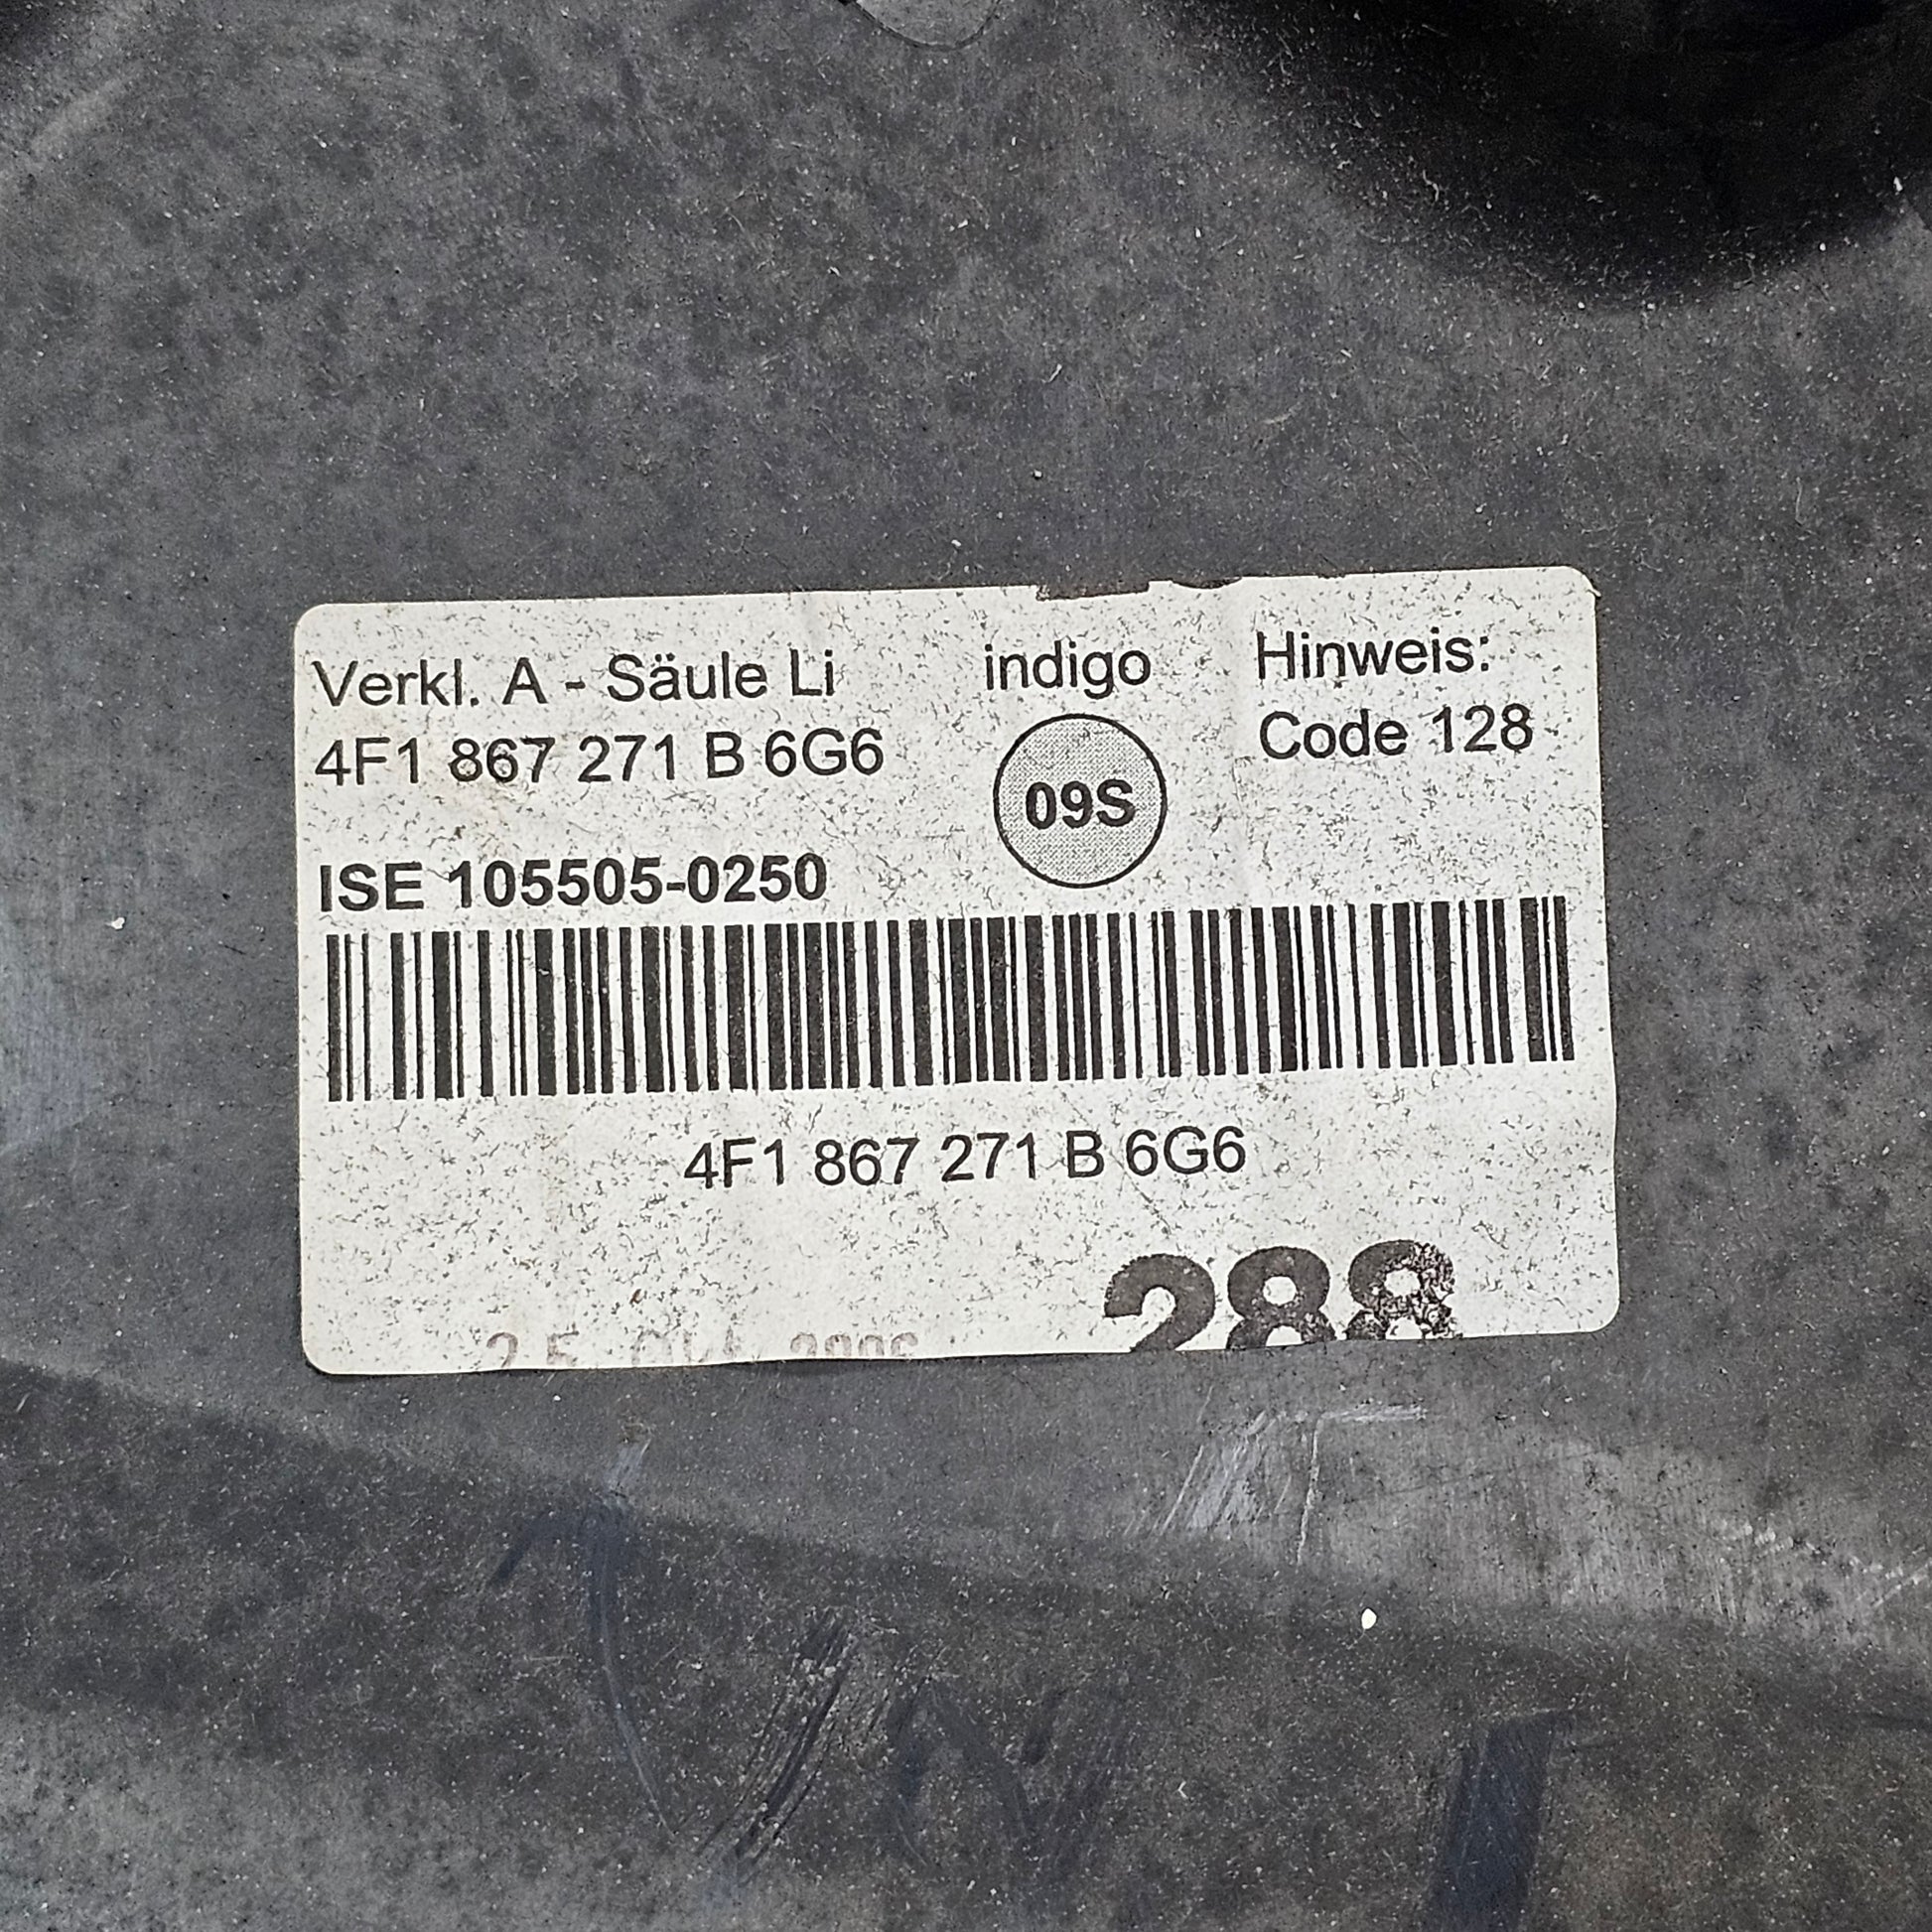 Verkl. A - Säule Li
4F1 867 271 B 6G6
indigo
09S
Hinweis:
Code 128
ISE 105505-0250
4F1 867 271 B 6G6
288